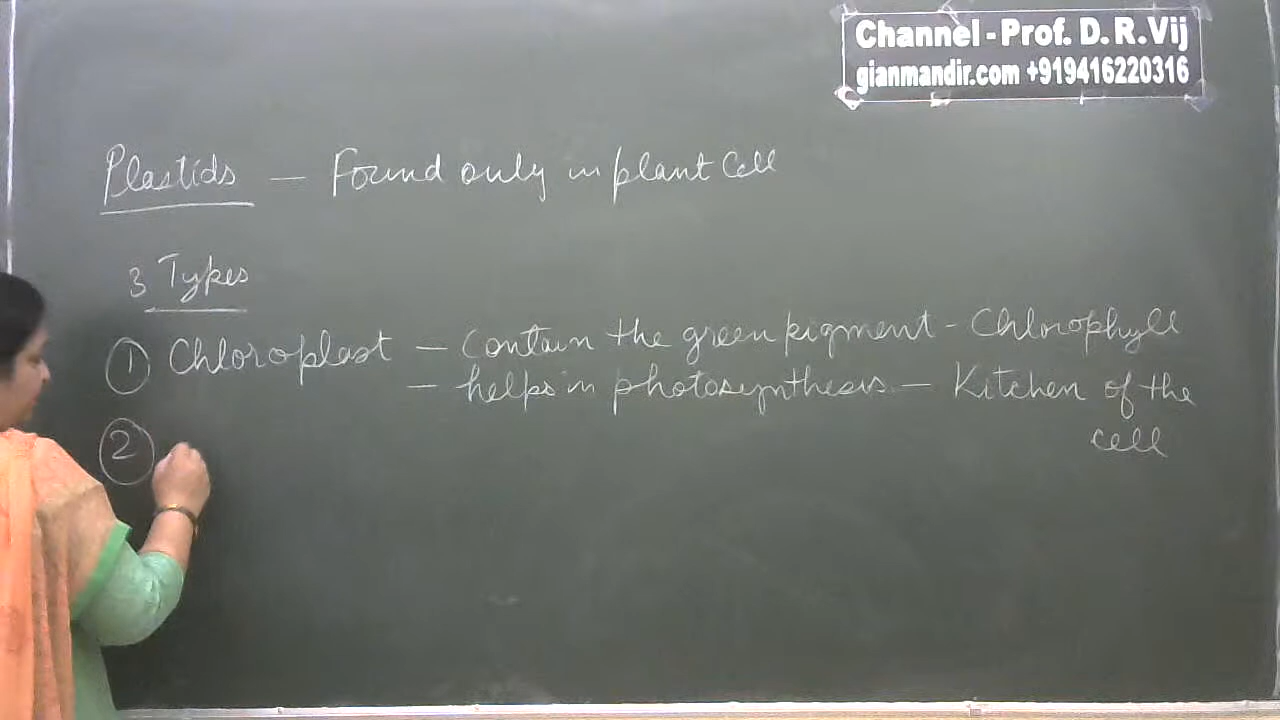 Channel - Prof. D. R. Vij
gianmandir.com +919416220316
Plastids — Found only in plant Cell
3 Types
① Chloroplast — Contain the green pigment - Chlorophyll
— helps in photosynthesis — Kitchen of the
cell
②